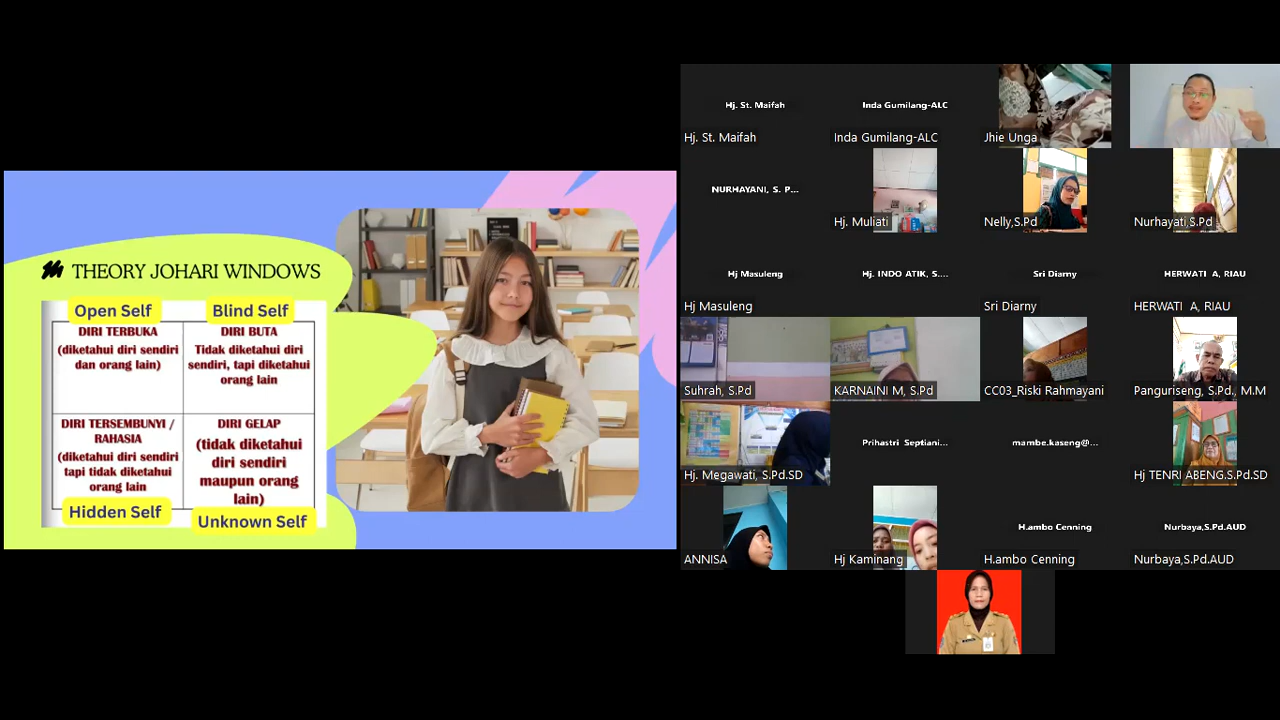 THEORY JOHARI WINDOWS
Open Self
Blind Self
DIRI TERBUKA
(diketahui diri sendiri
dan orang lain)
DIRI BUTA
Tidak diketahui diri
sendiri, tapi diketahui
orang lain
DIRI TERSEMBUNYI /
RAHASIA
(diketahui diri sendiri
tapi tidak diketahui
orang lain
DIRI GELAP
(tidak diketahui
diri sendiri
maupun orang
lain)
Hidden Self
Unknown Self
Hj. St. Maifah
Hj. St. Maifah
Inda Gumilang-ALC
Inda Gumilang-ALC
Jhie Unga
NURHAYANI, S. P...
Hj. Muliati
Nelly,S.Pd
Nurhayati,S.Pd
Hj Masuleng
Hj Masuleng
Hj. INDO ATIK, S....
Sri Diarny
Sri Diarny
HERWATI A, RIAU
HERWATI A, RIAU
Suhrah, S.Pd
KARNAINI M, S.Pd
CC03_Riski Rahmayani
Panguriseng, S.Pd., M.M
Hj. Megawati, S.Pd.SD
Prihastri Septiani...
mambe.kaseng@...
Hj TENRI ABENG.S.Pd.SD
ANNISA
Hj Kaminang
H.ambo Cenning
H.ambo Cenning
Nurbaya,S.Pd.AUD
Nurbaya,S.Pd.AUD